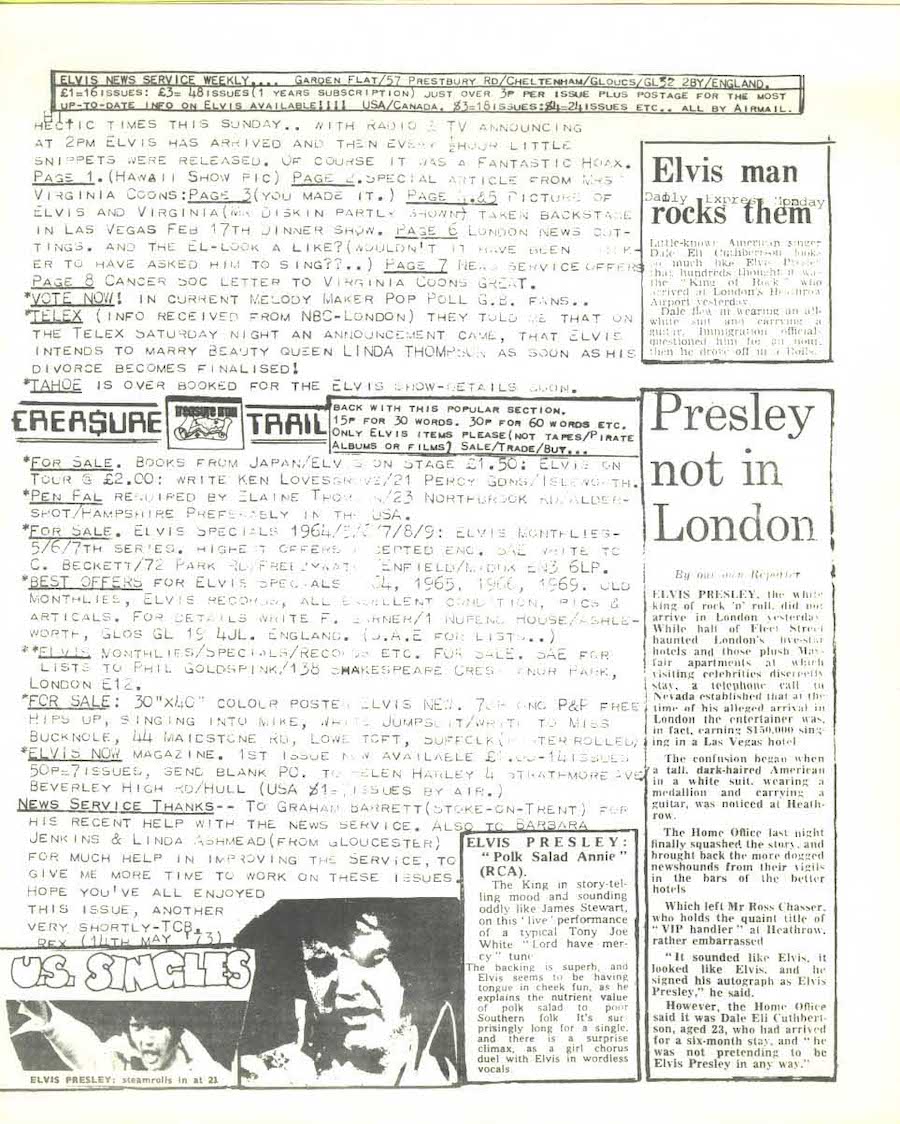 ELVIS NEWS SERVICE WEEKLY.... GARDEN FLAT/57 PRESTBURY RD/CHELTENHAM/GLOUCS/GL52 2BY/ENGLAND.
£1=16ISSUES: £3= 48ISSUES(1 YEARS SUBSCRIPTION) JUST OVER 3P PER ISSUE PLUS POSTAGE FOR THE MOST
UP-TO-DATE INFO ON ELVIS AVAILABLE!!!! USA/CANADA. $3=16ISSUES:$4=24ISSUES ETC.. ALL BY AIRMAIL.
HECTIC TIMES THIS SUNDAY.. WITH RADIO & TV ANNOUNCING
AT 2PM ELVIS HAS ARRIVED AND THEN EVERY ½HOUR LITTLE
SNIPPETS WERE RELEASED. OF COURSE IT WAS A FANTASTIC HOAX.
PAGE 1.(HAWAII SHOW PIC) PAGE 2.SPECIAL ARTICLE FROM MRS
VIRGINIA COONS:PAGE 3(YOU MADE IT.) PAGE 4.&5 PICTURE OF
ELVIS AND VIRGINIA(MR DISKIN PARTLY SHOWN) TAKEN BACKSTAGE
IN LAS VEGAS FEB 17TH DINNER SHOW. PAGE 6 LONDON NEWS CUT-
TINGS. AND THE EL-LOOK A LIKE?(WOULDN'T IT HAVE BEEN
ER TO HAVE ASKED HIM TO SING??..) PAGE 7 NEWS SERVICE OFFERS
PAGE 8 CANCER SOC LETTER TO VIRGINIA COONS GREAT.
*VOTE NOW! IN CURRENT MELODY MAKER POP POLL G.B. FANS..
*TELEX (INFO RECEIVED FROM NBC-LONDON) THEY TOLD ME THAT ON
THE TELEX SATURDAY NIGHT AN ANNOUNCEMENT CAME, THAT ELVIS
INTENDS TO MARRY BEAUTY QUEEN LINDA THOMPSON AS SOON AS HIS
DIVORCE BECOMES FINALISED!
*TAHOE IS OVER BOOKED FOR THE ELVIS SHOW-DETAILS SOON.
TREASURE
TREASURE TRAIL
TRAIL
BACK WITH THIS POPULAR SECTION.
15P FOR 30 WORDS. 30P FOR 60 WORDS ETC.
ONLY ELVIS ITEMS PLEASE(NOT TAPES/PIRATE
ALBUMS OR FILMS) SALE/TRADE/BUY...
*FOR SALE. BOOKS FROM JAPAN/ELVIS ON STAGE £1.50: ELVIS ON
TOUR @ £2.00: WRITE KEN LOVESGROVE/21 PERCY GDNS/ISLEWORTH.
*PEN PAL REQUIRED BY ELAINE /23 NORTHBROOK RD/ALDER-
SHOT/HAMPSHIRE PREFERABLY IN THE USA.
*FOR SALE. ELVIS SPECIALS 1964/ /7/8/9: ELVIS MONTHLIES-
5/6/7TH SERIES. HIGHEST OFFERS ACCEPTED ENC. SAE WRITE TO
C. BECKETT/72 PARK RD/ ENFIELD/ EN3 6LP.
*BEST OFFERS FOR ELVIS SPECIALS 1964, 1965, 1966, 1969. OLD
MONTHLIES, ELVIS RECORDS, ALL EXCELLENT CONDITION, PICS &
ARTICALS. FOR DETAILS WRITE F. /1 HOUSE/ASHLE-
WORTH, GLOS GL 19 4JL. ENGLAND. (S.A.E FOR LISTS..)
**ELVIS MONTHLIES/SPECIALS/RECORDS ETC. FOR SALE. SAE FOR
LISTS TO PHIL GOLDSPINK/138 SHAKESPEARE CRES. PARK,
LONDON E12.
*FOR SALE: 30"X40" COLOUR POSTER ELVIS NEW. P&P FREE
HIPS UP, SINGING INTO MIKE, WHITE JUMPSUIT/WRITE TO MISS
BUCKNOLE, 44 MAIDSTONE RD, LOWESTOFT, SUFFOLK(POSTER ROLLED)
*ELVIS NOW MAGAZINE. 1ST ISSUE NOW AVAILABLE -14ISSUES
50P=7ISSUES, SEND BLANK PO. TO HELEN HARLEY 4 STRATHMORE AVE
BEVERLEY HIGH RD/HULL (USA $1= ISSUES BY AIR.)
NEWS SERVICE THANKS-- TO GRAHAM BARRETT(STOKE-ON-TRENT) FOR
HIS RECENT HELP WITH THE NEWS SERVICE. ALSO TO BARBARA
JENKINS & LINDA ASHMEAD(FROM GLOUCESTER)
FOR MUCH HELP IN IMPROVING THE SERVICE, TO
GIVE ME MORE TIME TO WORK ON THESE ISSUES.
HOPE YOU'VE ALL ENJOYED
THIS ISSUE, ANOTHER
VERY SHORTLY-TCB.
REX (14TH MAY '73)
U.S. SINGLES
ELVIS PRESLEY: steamrolls in at 21
ELVIS PRESLEY:
"Polk Salad Annie"
(RCA).
The King in story-tel-
ling mood and sounding
oddly like James Stewart,
on this 'live' performance
of a typical Tony Joe
White "Lord have mer-
cy" tune
The backing is superb, and
Elvis seems to be having
tongue in cheek fun, as he
explains the nutrient value
of polk salad to poor
Southern folk It's sur-
prisingly long for a single,
and there is a surprise
climax, as a girl chorus
duel with Elvis in wordless
vocals.
Elvis man
Daily Express Monday
rocks them
Little-known American singer
Dale Eli Cuthbertson looks
so much like Elvis Presley
that hundreds thought it was
the "King of Rock" who
arrived at London's Heathrow
Airport yesterday.
Dale flew in wearing an all-
white suit and carrying a
guitar. Immigration officials
questioned him for an hour,
then he drove off in a Rolls.
Presley
not in
London
By our own Reporter
ELVIS PRESLEY, the white
king of rock 'n' roll, did not
arrive in London yesterday.
While half of Fleet Street
haunted London's five-star
hotels and those plush May-
fair apartments at which
visiting celebrities discreetly
stay, a telephone call to
Nevada established that at the
time of his alleged arrival in
London the entertainer was,
in fact, earning $150,000 sing-
ing in a Las Vegas hotel
The confusion began when
a tall, dark-haired American
in a white suit, wearing a
medallion and carrying a
guitar, was noticed at Heath-
row.
The Home Office last night
finally squashed the story, and
brought back the more dogged
newshounds from their vigils
in the bars of the better
hotels
Which left Mr Ross Chasser,
who holds the quaint title of
"VIP handler" at Heathrow,
rather embarrassed
"It sounded like Elvis, it
looked like Elvis, and he
signed his autograph as Elvis
Presley," he said.
However, the Home Office
said it was Dale Eli Cuthbert-
son, aged 23, who had arrived
for a six-month stay, and "he
was not pretending to be
Elvis Presley in any way."